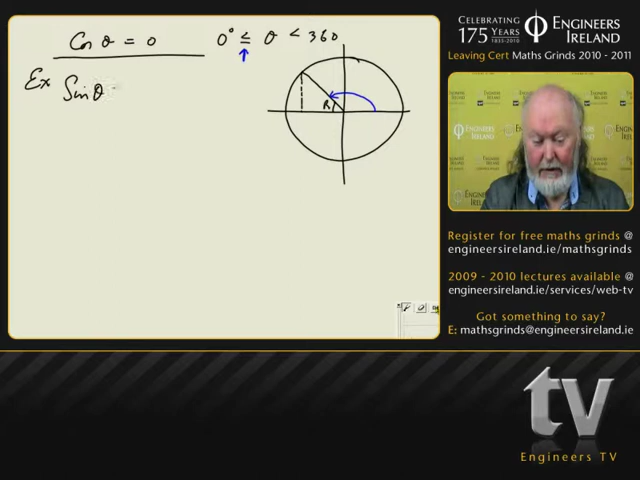 Cos θ = 0
0° ≤ θ < 360
Ex Sin θ
R
CELEBRATING
175 YEARS
1835-2010
ENGINEERS
IRELAND
Leaving Cert Maths Grinds 2010 - 2011
Register for free maths grinds @
engineersireland.ie/mathsgrinds
2009 - 2010 lectures available @
engineersireland.ie/services/web-tv
Got something to say?
E: mathsgrinds@engineersireland.ie
tv
Engineers TV